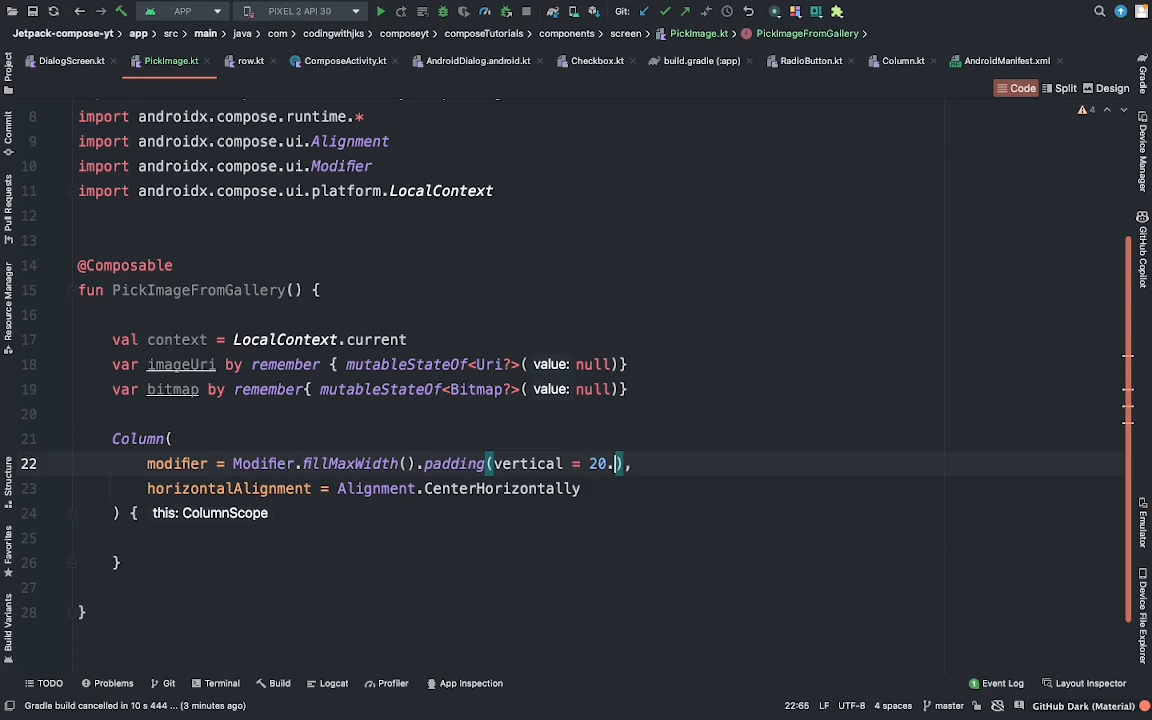 APP PIXEL 2 API 30 Git:
Jetpack-compose-yt app src main java com codingwithjks composeyt composeTutorials components screen PickImage.kt PickImageFromGallery
DialogScreen.kt PickImage.kt row.kt ComposeActivity.kt AndroidDialog.android.kt Checkbox.kt build.gradle (:app) RadioButton.kt Column.kt AndroidManifest.xml
Code Split Design
4
8 import androidx.compose.runtime.*
9 import androidx.compose.ui.Alignment
10 import androidx.compose.ui.Modifier
11 import androidx.compose.ui.platform.LocalContext
12
13
14 @Composable
15 fun PickImageFromGallery() {
16
17 val context = LocalContext.current
18 var imageUri by remember { mutableStateOf<Uri?>( value: null)}
19 var bitmap by remember{ mutableStateOf<Bitmap?>( value: null)}
20
21 Column(
22 modifier = Modifier.fillMaxWidth().padding(vertical = 20.),
23 horizontalAlignment = Alignment.CenterHorizontally
24 ) { this: ColumnScope
25
26 }
27
28 }
Project
Commit
Pull Requests
Resource Manager
Structure
Favorites
Build Variants
Gradle
Device Manager
GitHub Copilot
Emulator
Device File Explorer
TODO Problems Git Terminal Build Logcat Profiler App Inspection 1 Event Log Layout Inspector
Gradle build cancelled in 10 s 444 ... (3 minutes ago) 22:65 LF UTF-8 4 spaces master GitHub Dark (Material)